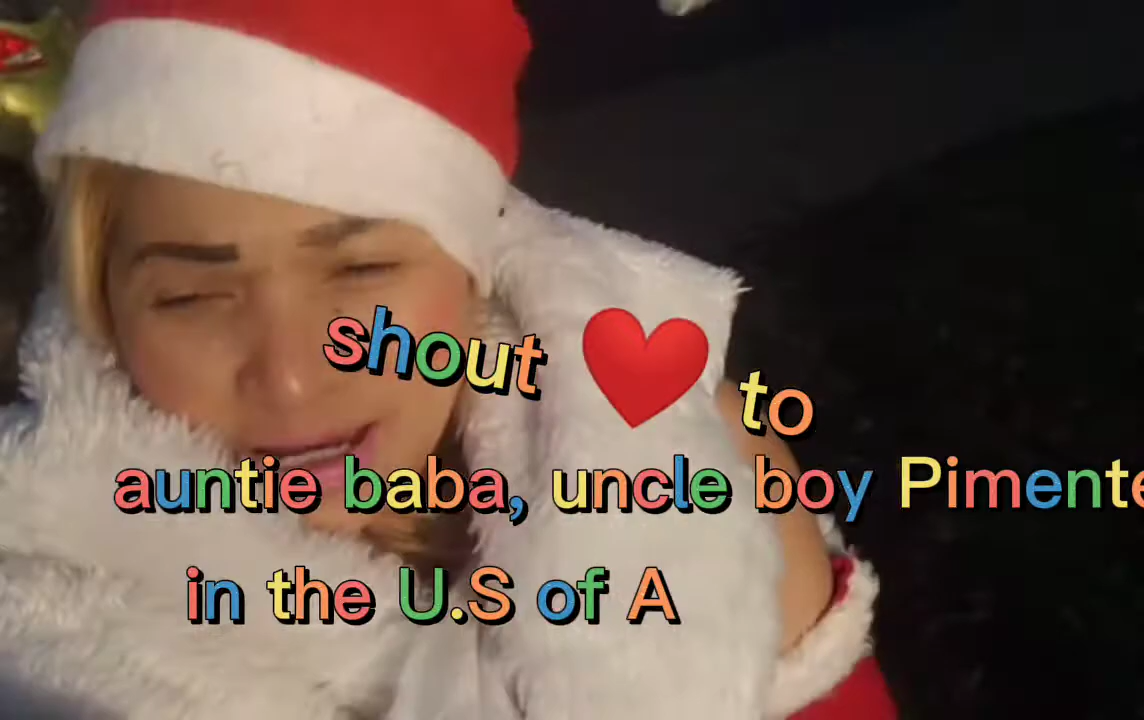 shout ❤️ to
auntie baba, uncle boy Pimente
in the U.S of A